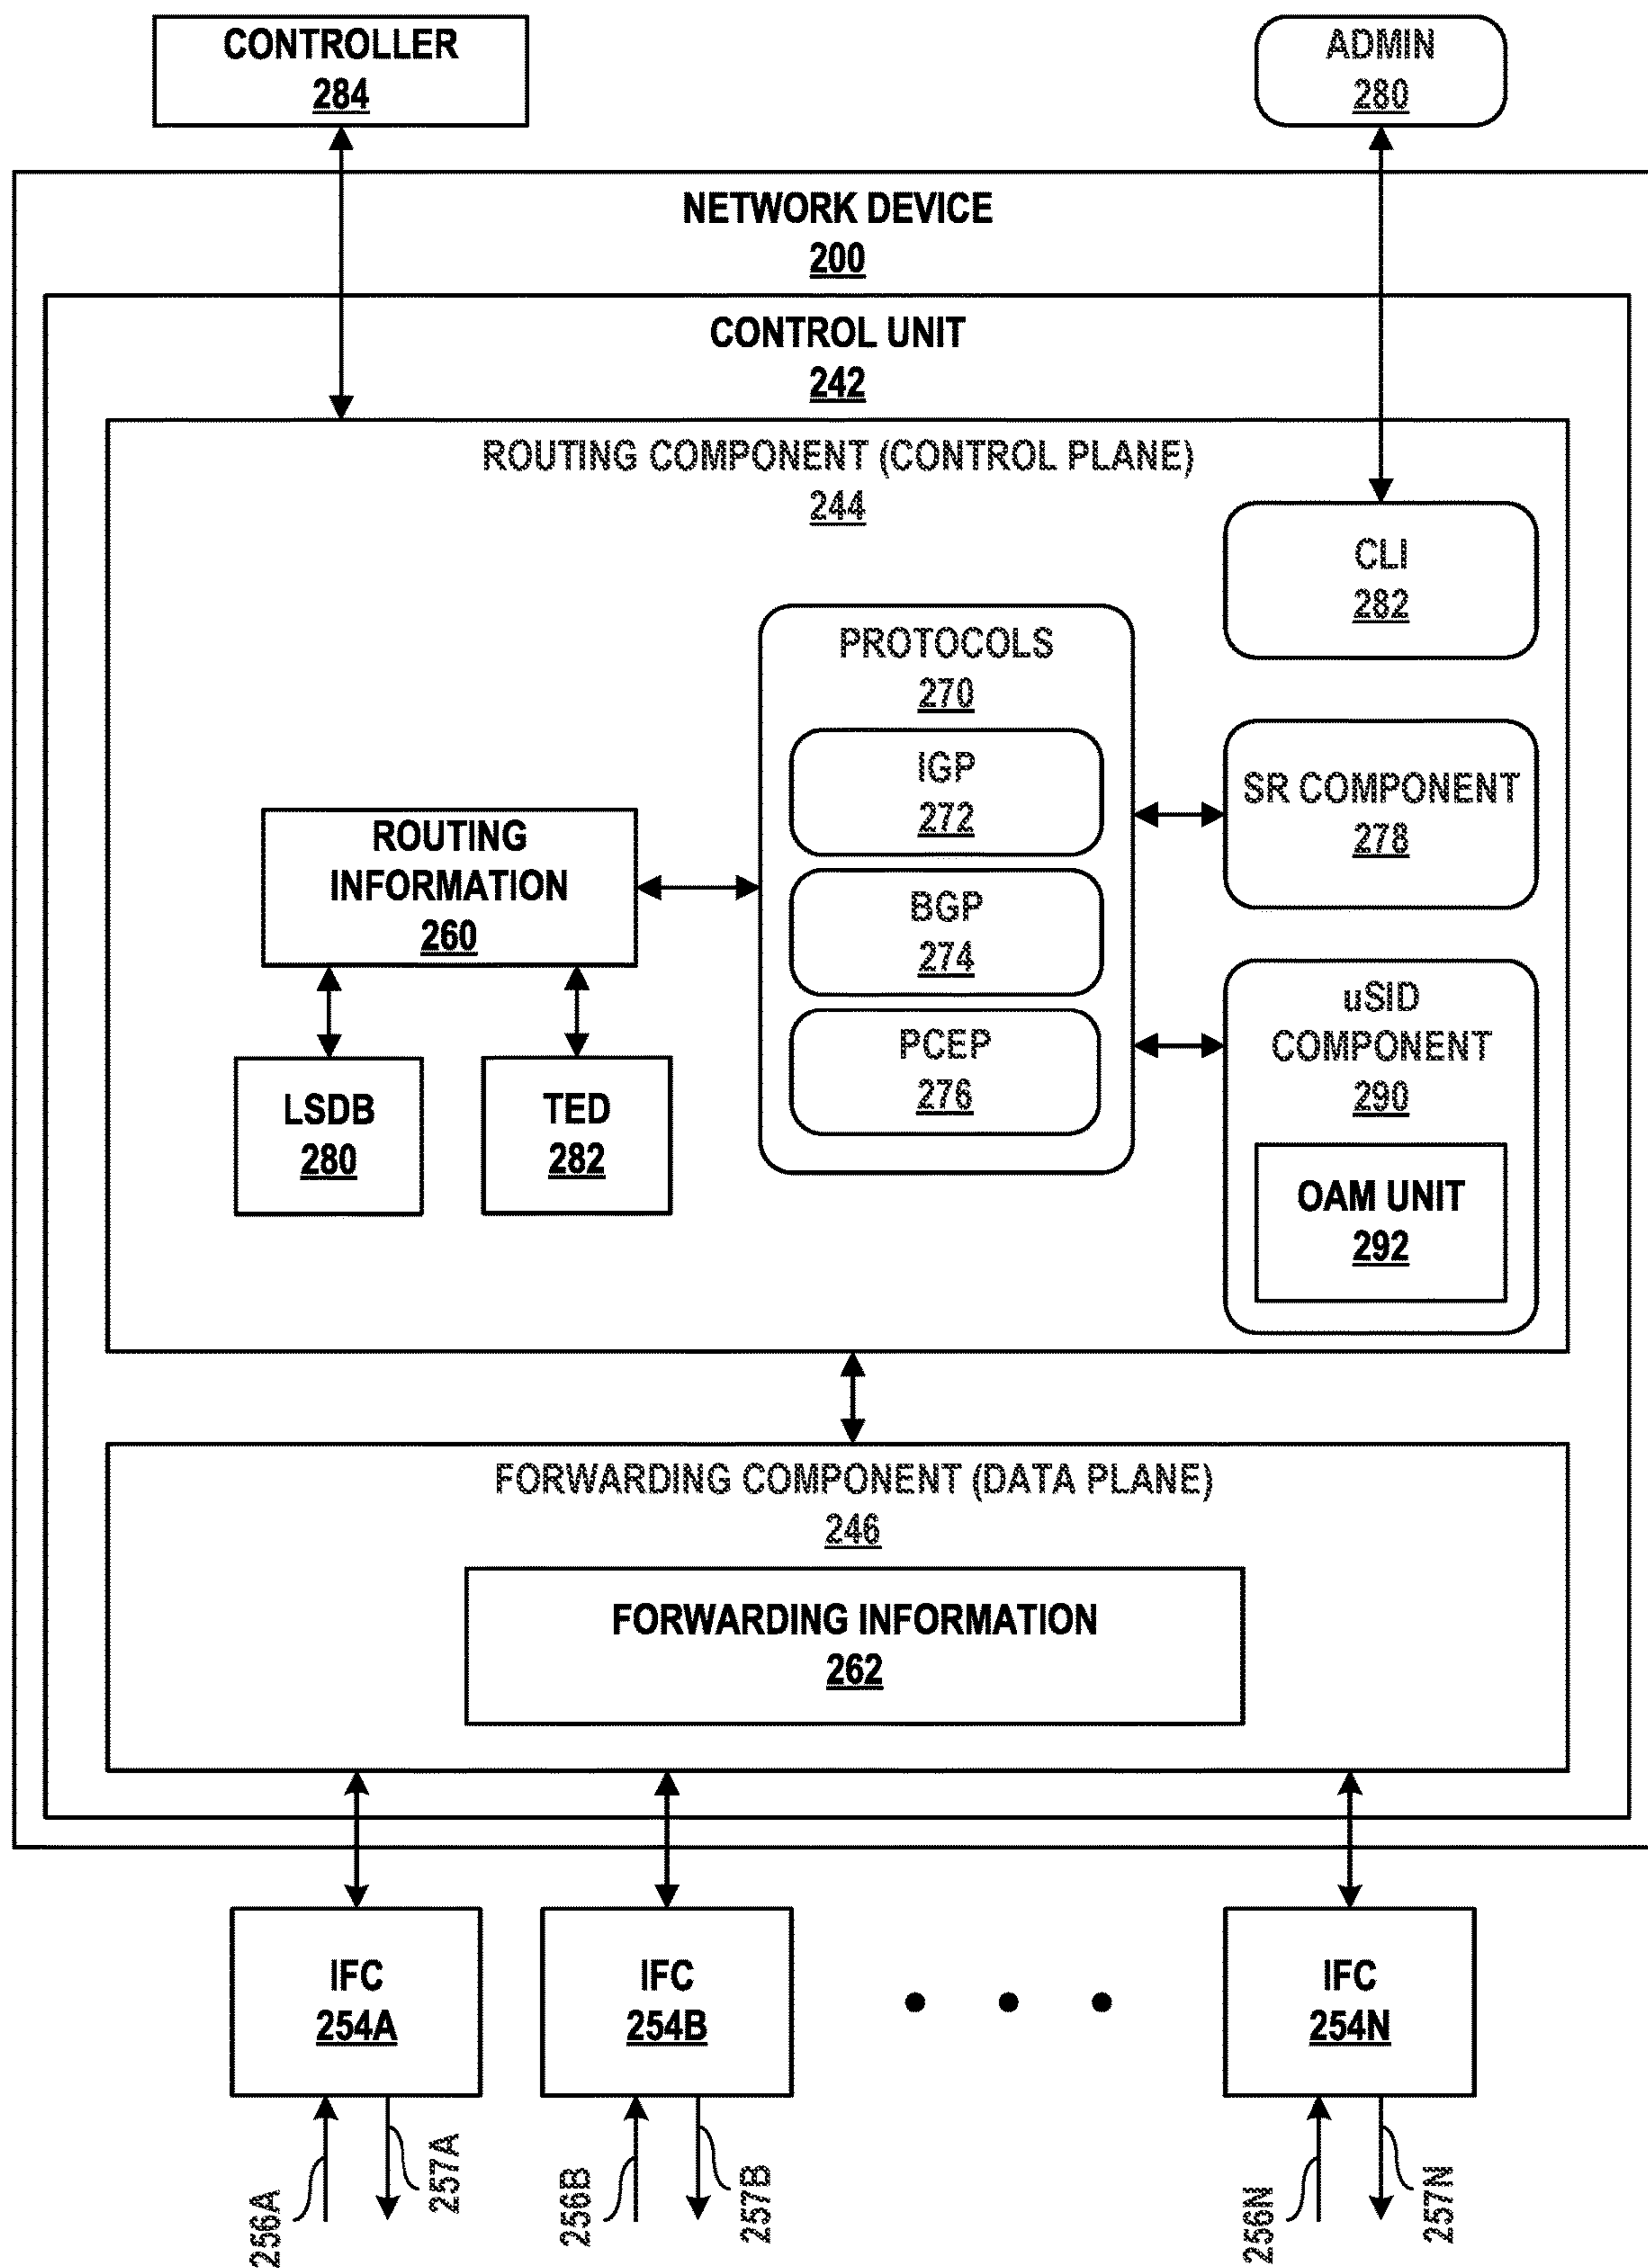 CONTROLLER
284
ADMIN
280
NETWORK DEVICE
200
CONTROL UNIT
242
ROUTING COMPONENT (CONTROL PLANE)
244
CLI
282
PROTOCOLS
270
IGP
272
BGP
274
PCEP
276
SR COMPONENT
278
ROUTING
INFORMATION
260
LSDB
280
TED
282
uSID
COMPONENT
290
OAM UNIT
292
FORWARDING COMPONENT (DATA PLANE)
246
FORWARDING INFORMATION
262
IFC
254A
IFC
254B
IFC
254N
256A
257A
256B
257B
256N
257N